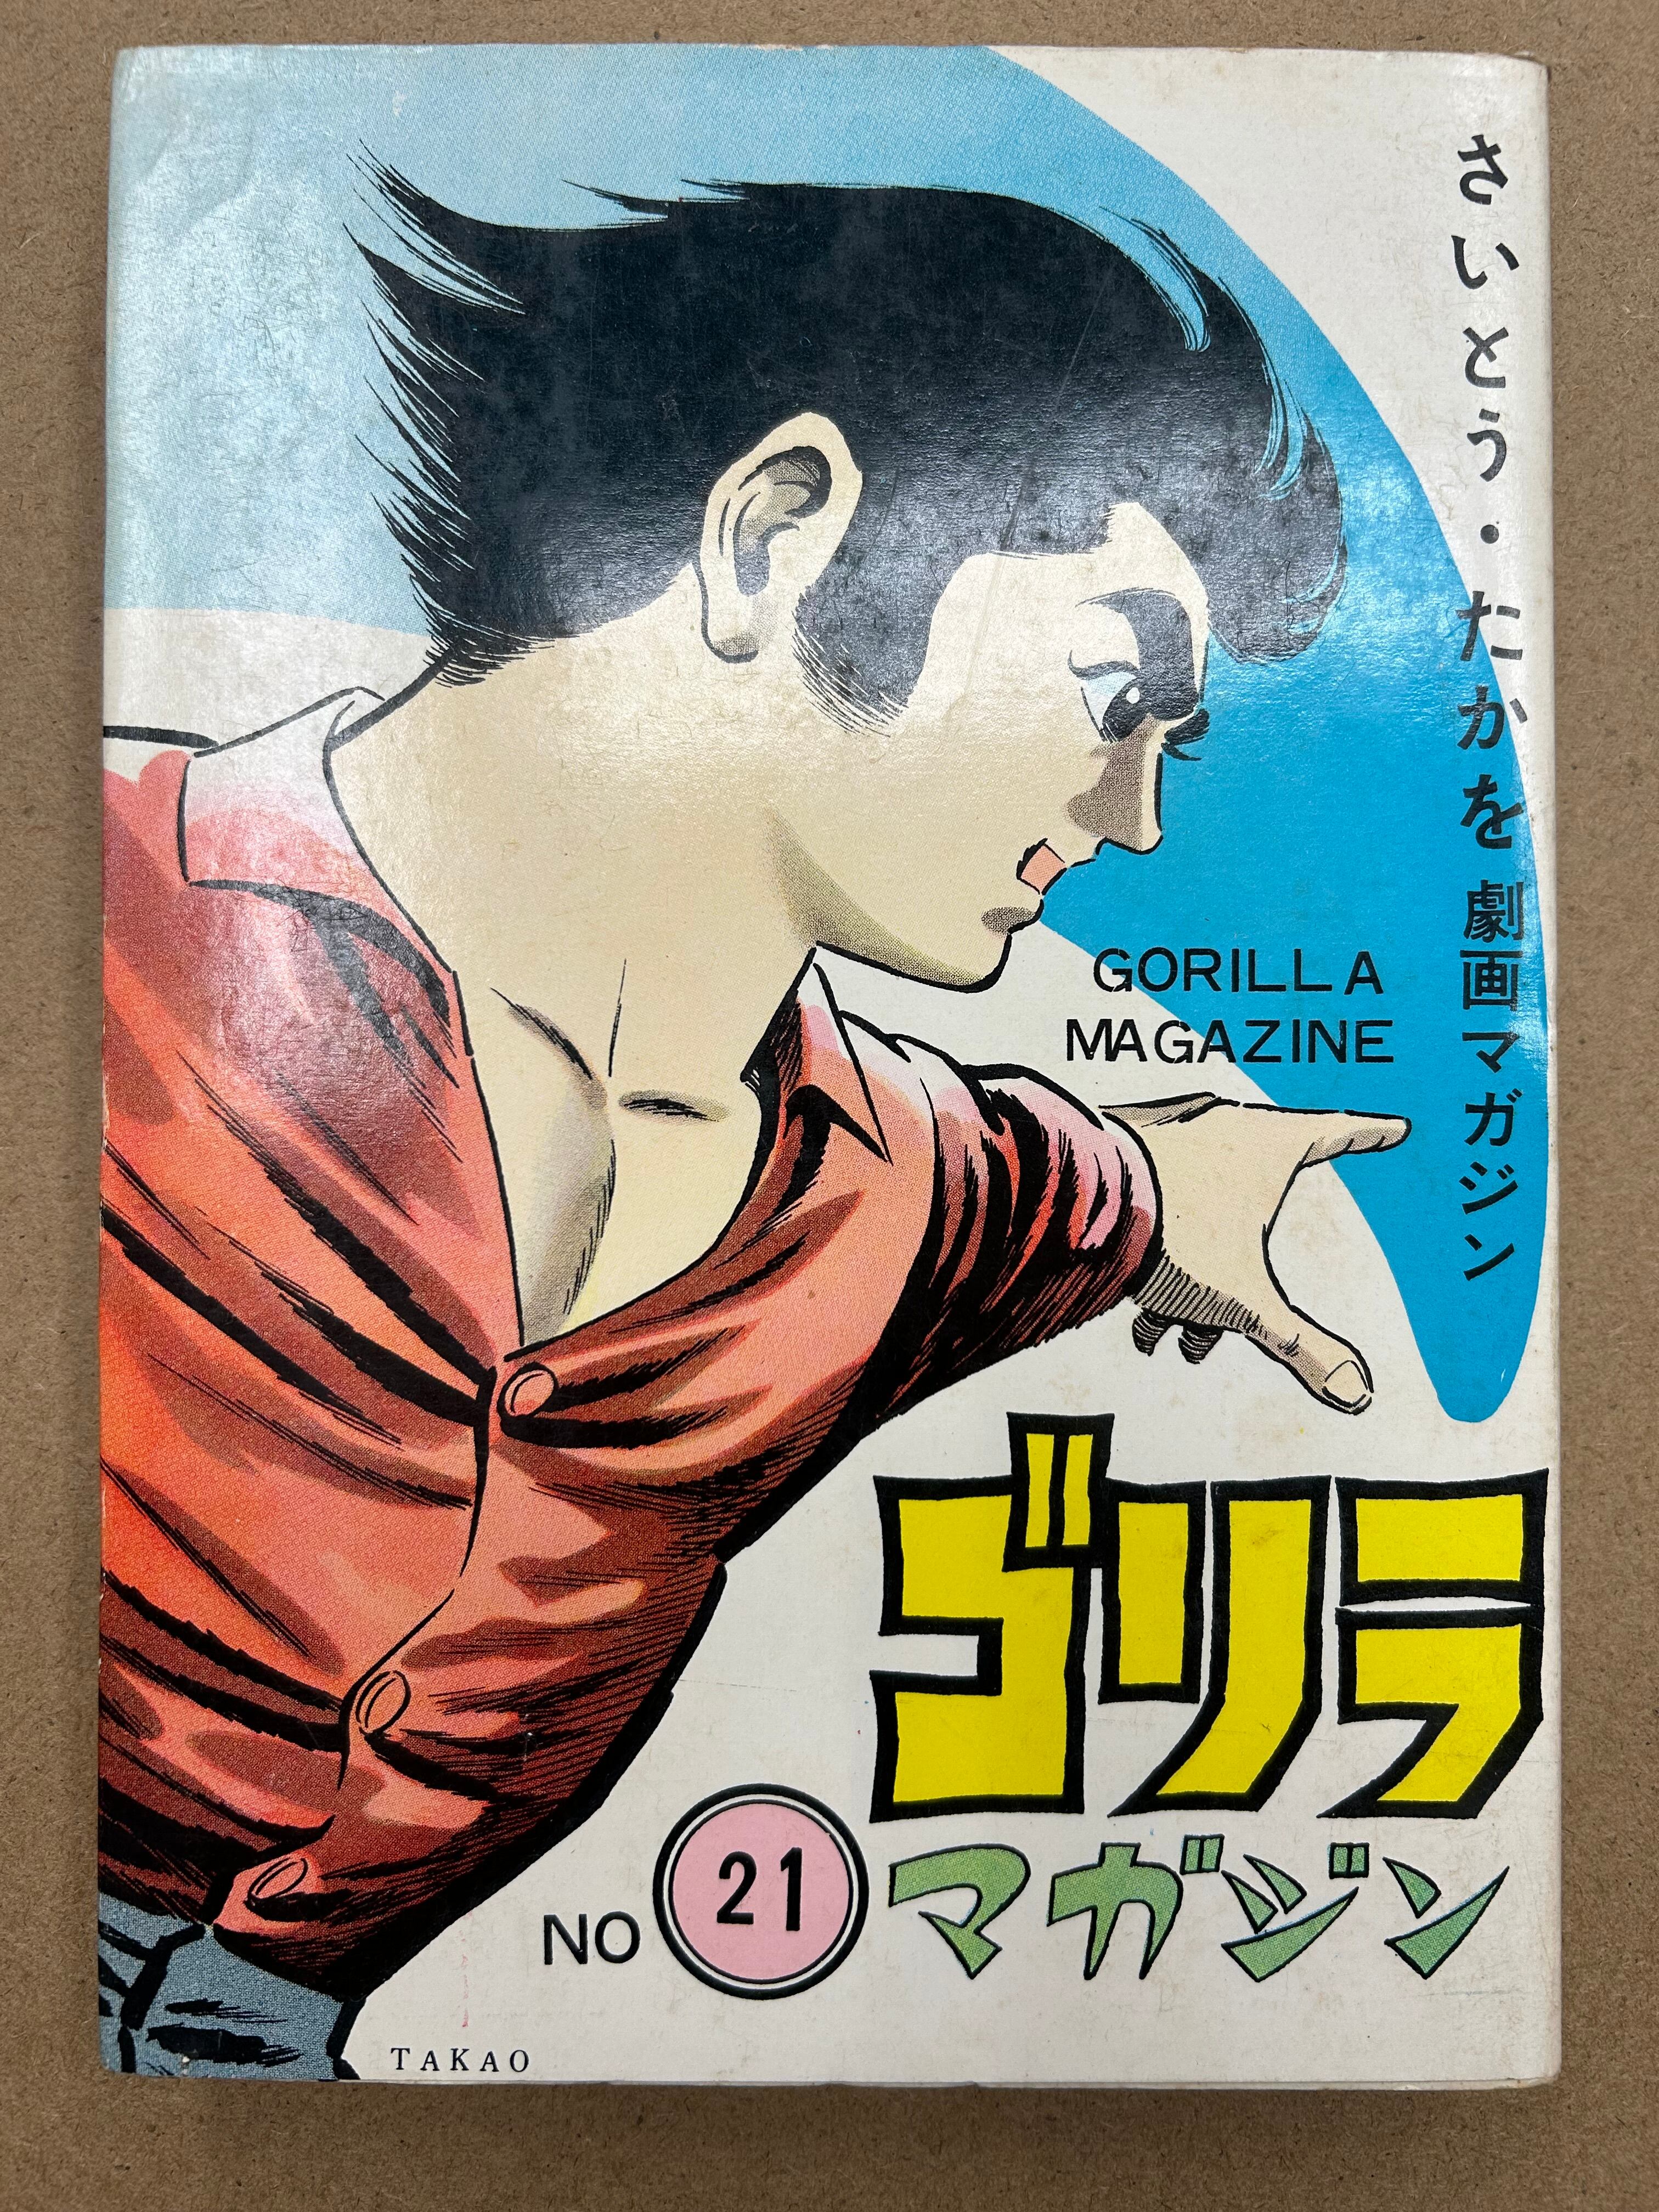 さいとう・たかを劇画マガジン
GORILLA
MAGAZINE
ゴリラ
マガジン
NO 21
TAKAO